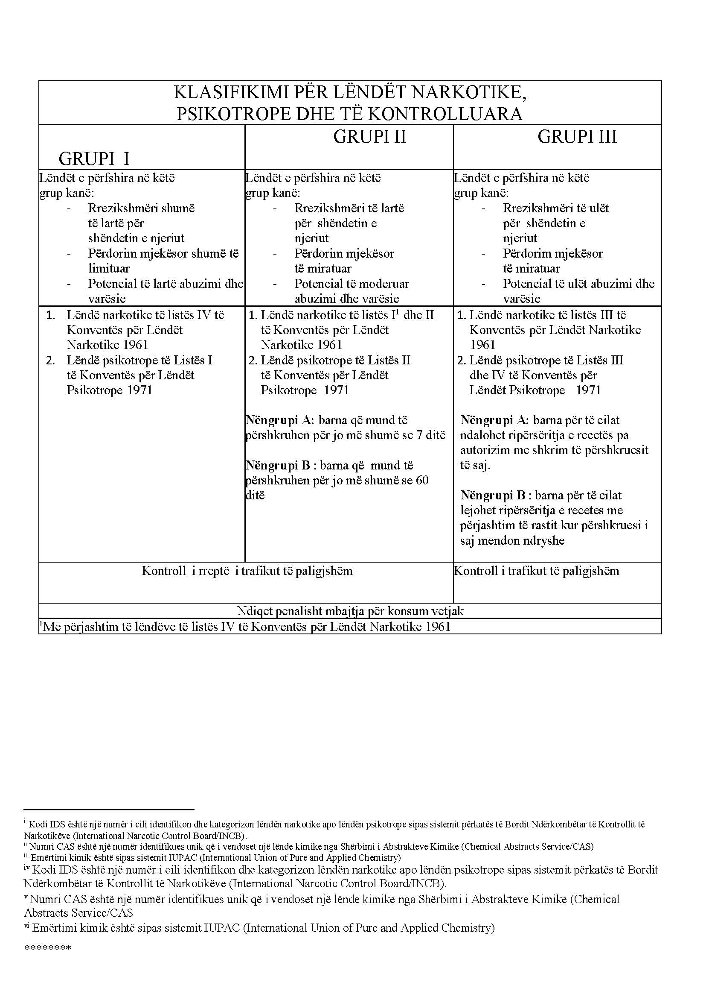 KLASIFIKIMI PËR LËNDËT NARKOTIKE,
PSIKOTROPE DHE TË KONTROLLUARA
GRUPI I
GRUPI II
GRUPI III
Lëndët e përfshira në këtë
grup kanë:
- Rrezikshmëri shumë
të lartë për
shëndetin e njeriut
- Përdorim mjekësor shumë të
limituar
- Potencial të lartë abuzimi dhe
varësie
Lëndët e përfshira në këtë
grup kanë:
- Rrezikshmëri të lartë
për shëndetin e
njeriut
- Përdorim mjekësor
të miratuar
- Potencial të moderuar
abuzimi dhe varësie
Lëndët e përfshira në këtë
grup kanë:
- Rrezikshmëri të ulët
për shëndetin e
njeriut
- Përdorim mjekësor
të miratuar
- Potencial të ulët abuzimi dhe
varësie
1. Lëndë narkotike të listës IV të
Konventës për Lëndët
Narkotike 1961
2. Lëndë psikotrope të Listës I
të Konventës për Lëndët
Psikotrope 1971
1. Lëndë narkotike të listës I¹ dhe II
të Konventës për Lëndët
Narkotike 1961
2. Lëndë psikotrope të Listës II
të Konventës për Lëndët
Psikotrope 1971
Nëngrupi A: barna që mund të
përshkruhen për jo më shumë se 7 ditë
Nëngrupi B : barna që mund të
përshkruhen për jo më shumë se 60
ditë
1. Lëndë narkotike të listës III të
Konventës për Lëndët Narkotike
1961
2. Lëndë psikotrope të Listës III
dhe IV të Konventës për
Lëndët Psikotrope 1971
Nëngrupi A: barna për të cilat
ndalohet ripërsëritja e recetës pa
autorizim me shkrim të përshkruesit
të saj.
Nëngrupi B : barna për të cilat
lejohet ripërsëritja e recetes me
përjashtim të rastit kur përshkruesi i
saj mendon ndryshe
Kontroll i rreptë i trafikut të paligjshëm
Kontroll i trafikut të paligjshëm
Ndiqet penalisht mbajtja për konsum vetjak
¹Me përjashtim të lëndëve të listës IV të Konventës për Lëndët Narkotike 1961
i Kodi IDS është një numër i cili identifikon dhe kategorizon lëndën narkotike apo lëndën psikotrope sipas sistemit përkatës të Bordit Ndërkombëtar të Kontrollit të
Narkotikëve (International Narcotic Control Board/INCB).
ii Numri CAS është një numër identifikues unik që i vendoset një lënde kimike nga Shërbimi i Abstrakteve Kimike (Chemical Abstracts Service/CAS)
iii Emërtimi kimik është sipas sistemit IUPAC (International Union of Pure and Applied Chemistry)
iv Kodi IDS është një numër i cili identifikon dhe kategorizon lëndën narkotike apo lëndën psikotrope sipas sistemit përkatës të Bordit
Ndërkombëtar të Kontrollit të Narkotikëve (International Narcotic Control Board/INCB).
v Numri CAS është një numër identifikues unik që i vendoset një lënde kimike nga Shërbimi i Abstrakteve Kimike (Chemical
Abstracts Service/CAS
vi Emërtimi kimik është sipas sistemit IUPAC (International Union of Pure and Applied Chemistry)
********